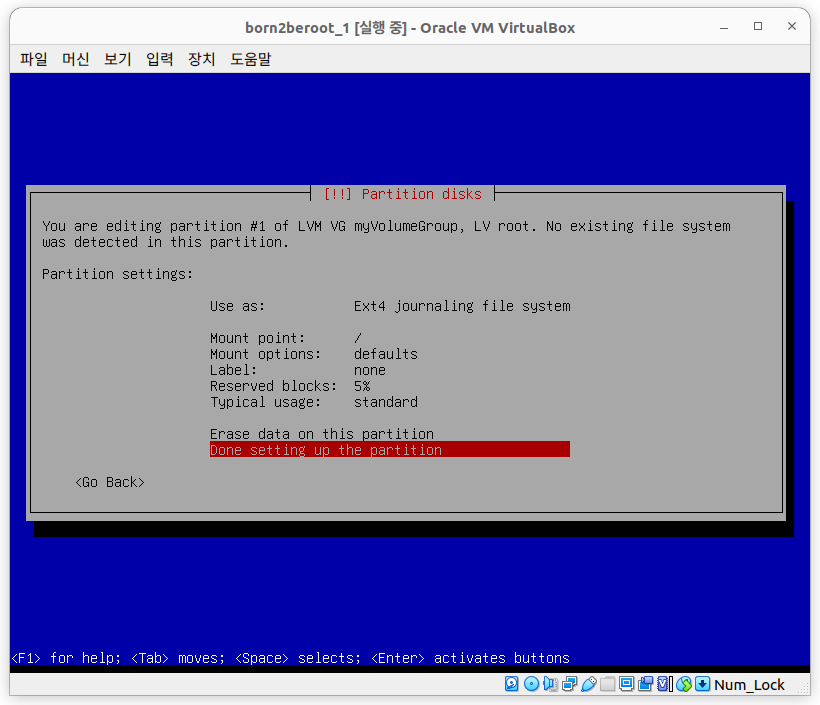 born2beroot_1 [실행 중] - Oracle VM VirtualBox
파일 머신 보기 입력 장치 도움말
[!!] Partition disks
You are editing partition #1 of LVM VG myVolumeGroup, LV root. No existing file system
was detected in this partition.
Partition settings:
Use as: Ext4 journaling file system
Mount point: /
Mount options: defaults
Label: none
Reserved blocks: 5%
Typical usage: standard
Erase data on this partition
Done setting up the partition
<Go Back>
<F1> for help; <Tab> moves; <Space> selects; <Enter> activates buttons
Num_Lock